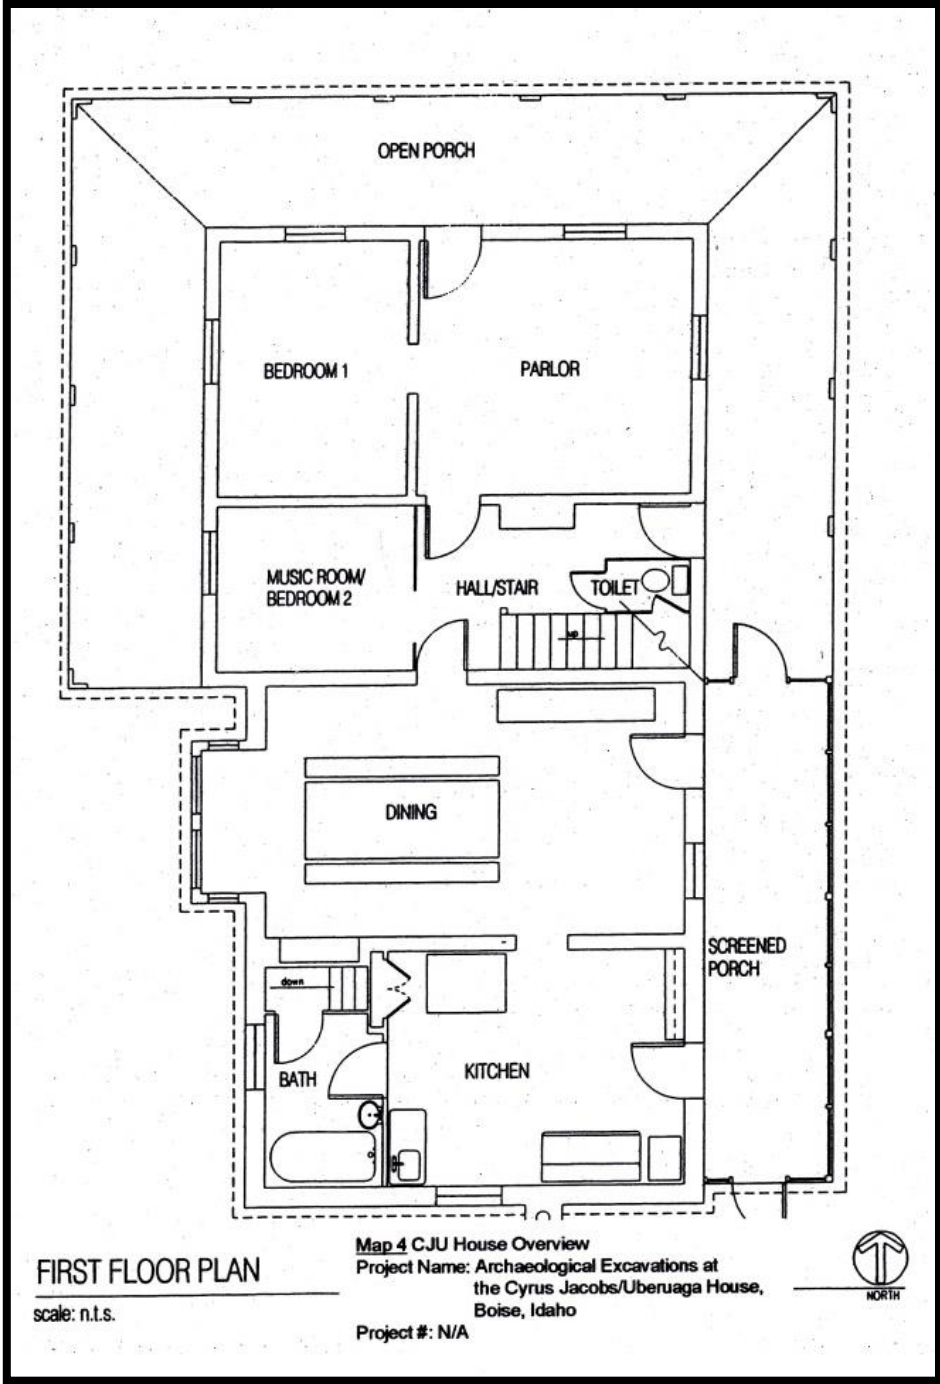 OPEN PORCH
BEDROOM 1
PARLOR
MUSIC ROOM/
BEDROOM 2
HALL/STAIR
TOILET
UP
DINING
SCREENED
PORCH
down
BATH
KITCHEN
FIRST FLOOR PLAN
scale: n.t.s.
Map 4 CJU House Overview
Project Name: Archaeological Excavations at
the Cyrus Jacobs/Uberuaga House,
Boise, Idaho
Project #: N/A
NORTH